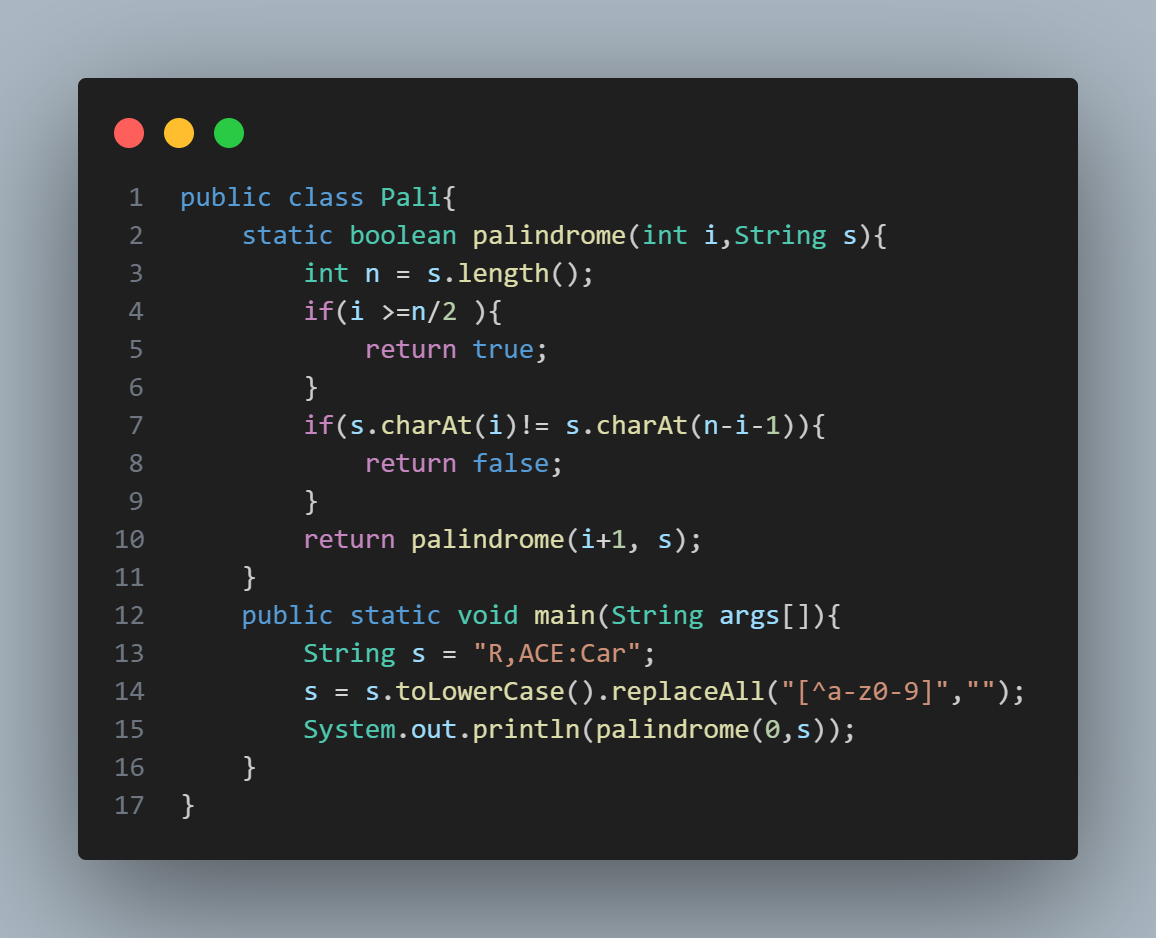 1 public class Pali{
2     static boolean palindrome(int i,String s){
3         int n = s.length();
4         if(i >=n/2 ){
5             return true;
6         }
7         if(s.charAt(i)!= s.charAt(n-i-1)){
8             return false;
9         }
10         return palindrome(i+1, s);
11     }
12     public static void main(String args[]){
13         String s = "R,ACE:Car";
14         s = s.toLowerCase().replaceAll("[^a-z0-9]","");
15         System.out.println(palindrome(0,s));
16     }
17 }